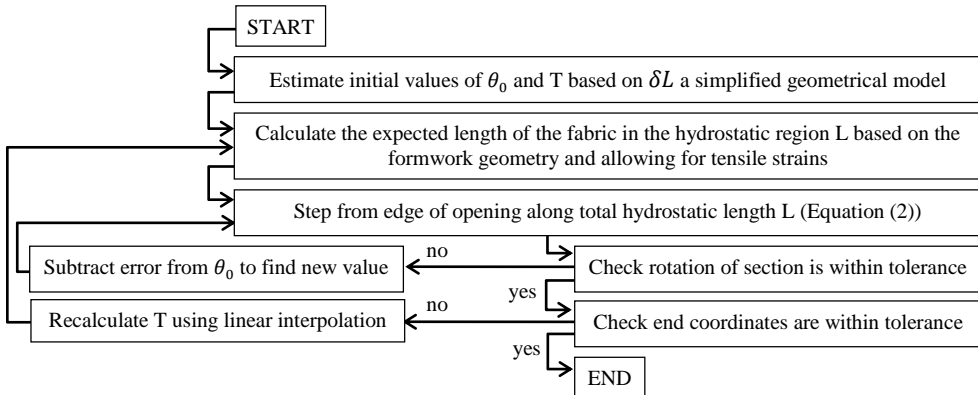 START
Estimate initial values of θ₀ and T based on δL a simplified geometrical model
Calculate the expected length of the fabric in the hydrostatic region L based on the
formwork geometry and allowing for tensile strains
Step from edge of opening along total hydrostatic length L (Equation (2))
no
Subtract error from θ₀ to find new value
Check rotation of section is within tolerance
yes
no
Recalculate T using linear interpolation
Check end coordinates are within tolerance
yes
END